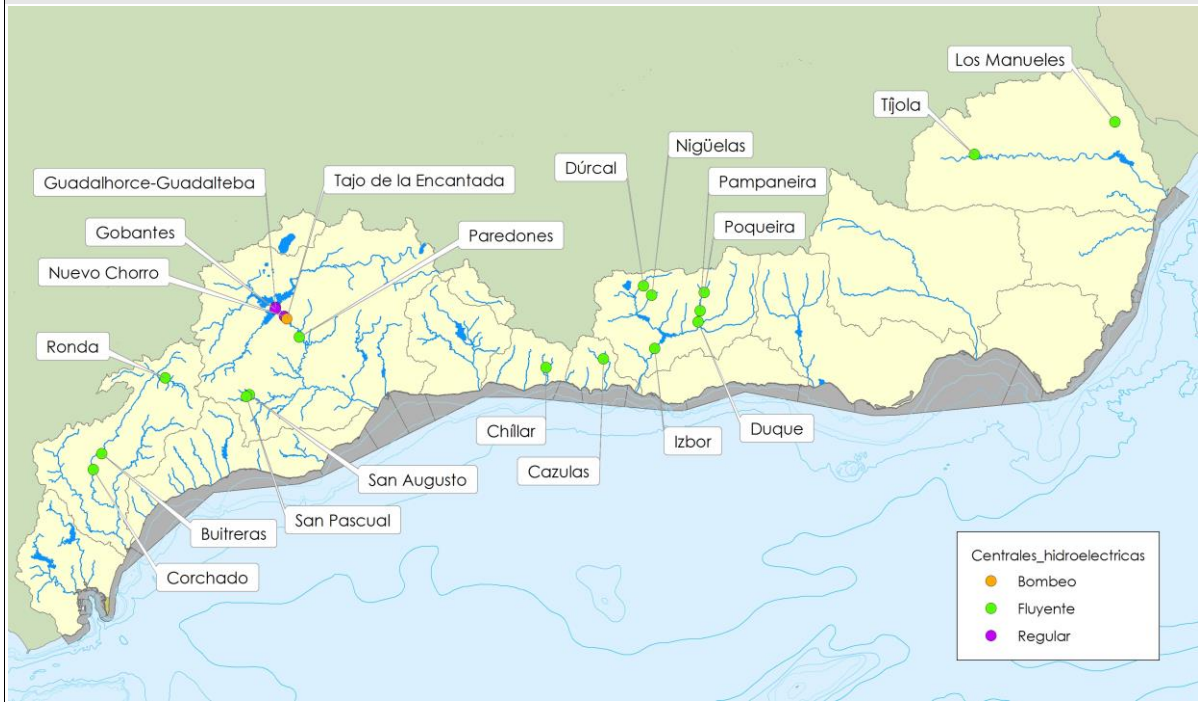 Los Manueles
Tíjola
Nigüelas
Dúrcal
Guadalhorce-Guadalteba
Tajo de la Encantada
Pampaneira
Gobantes
Paredones
Poqueira
Nuevo Chorro
Ronda
Chíllar
Izbor
Duque
Cazulas
San Augusto
San Pascual
Buitreras
Corchado
Centrales_hidroelectricas
Bombeo
Fluyente
Regular